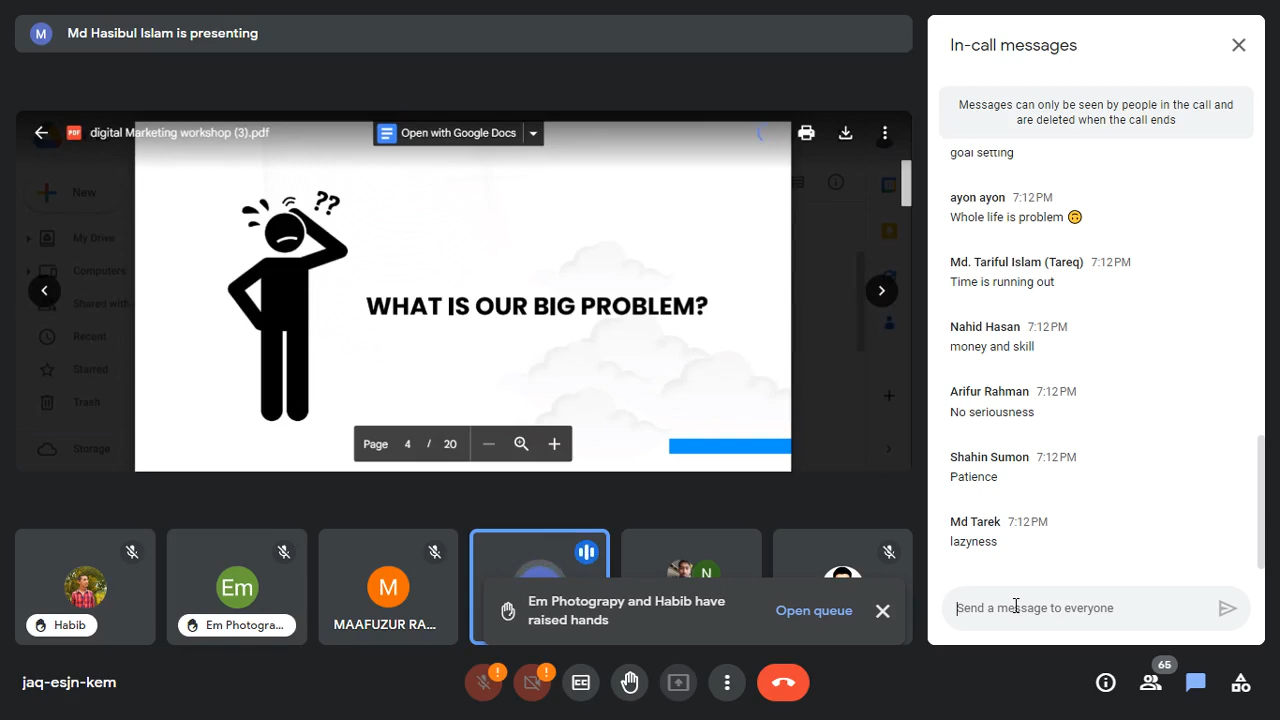 M
Md Hasibul Islam is presenting
PDF
digital Marketing workshop (3).pdf
Open with Google Docs
New
My Drive
Computers
Shared with
Recent
Starred
Trash
Storage
??
WHAT IS OUR BIG PROBLEM?
Page 4 / 20
Habib
Em
Em Photogra...
M
MAAFUZUR RA...
N
Em Photograpy and Habib have
raised hands
Open queue
jaq-esjn-kem
CC
65
In-call messages
Messages can only be seen by people in the call and
are deleted when the call ends
goal setting
ayon ayon 7:12 PM
Whole life is problem 🙃
Md. Tariful Islam (Tareq) 7:12 PM
Time is running out
Nahid Hasan 7:12 PM
money and skill
Arifur Rahman 7:12 PM
No seriousness
Shahin Sumon 7:12 PM
Patience
Md Tarek 7:12 PM
lazyness
Send a message to everyone